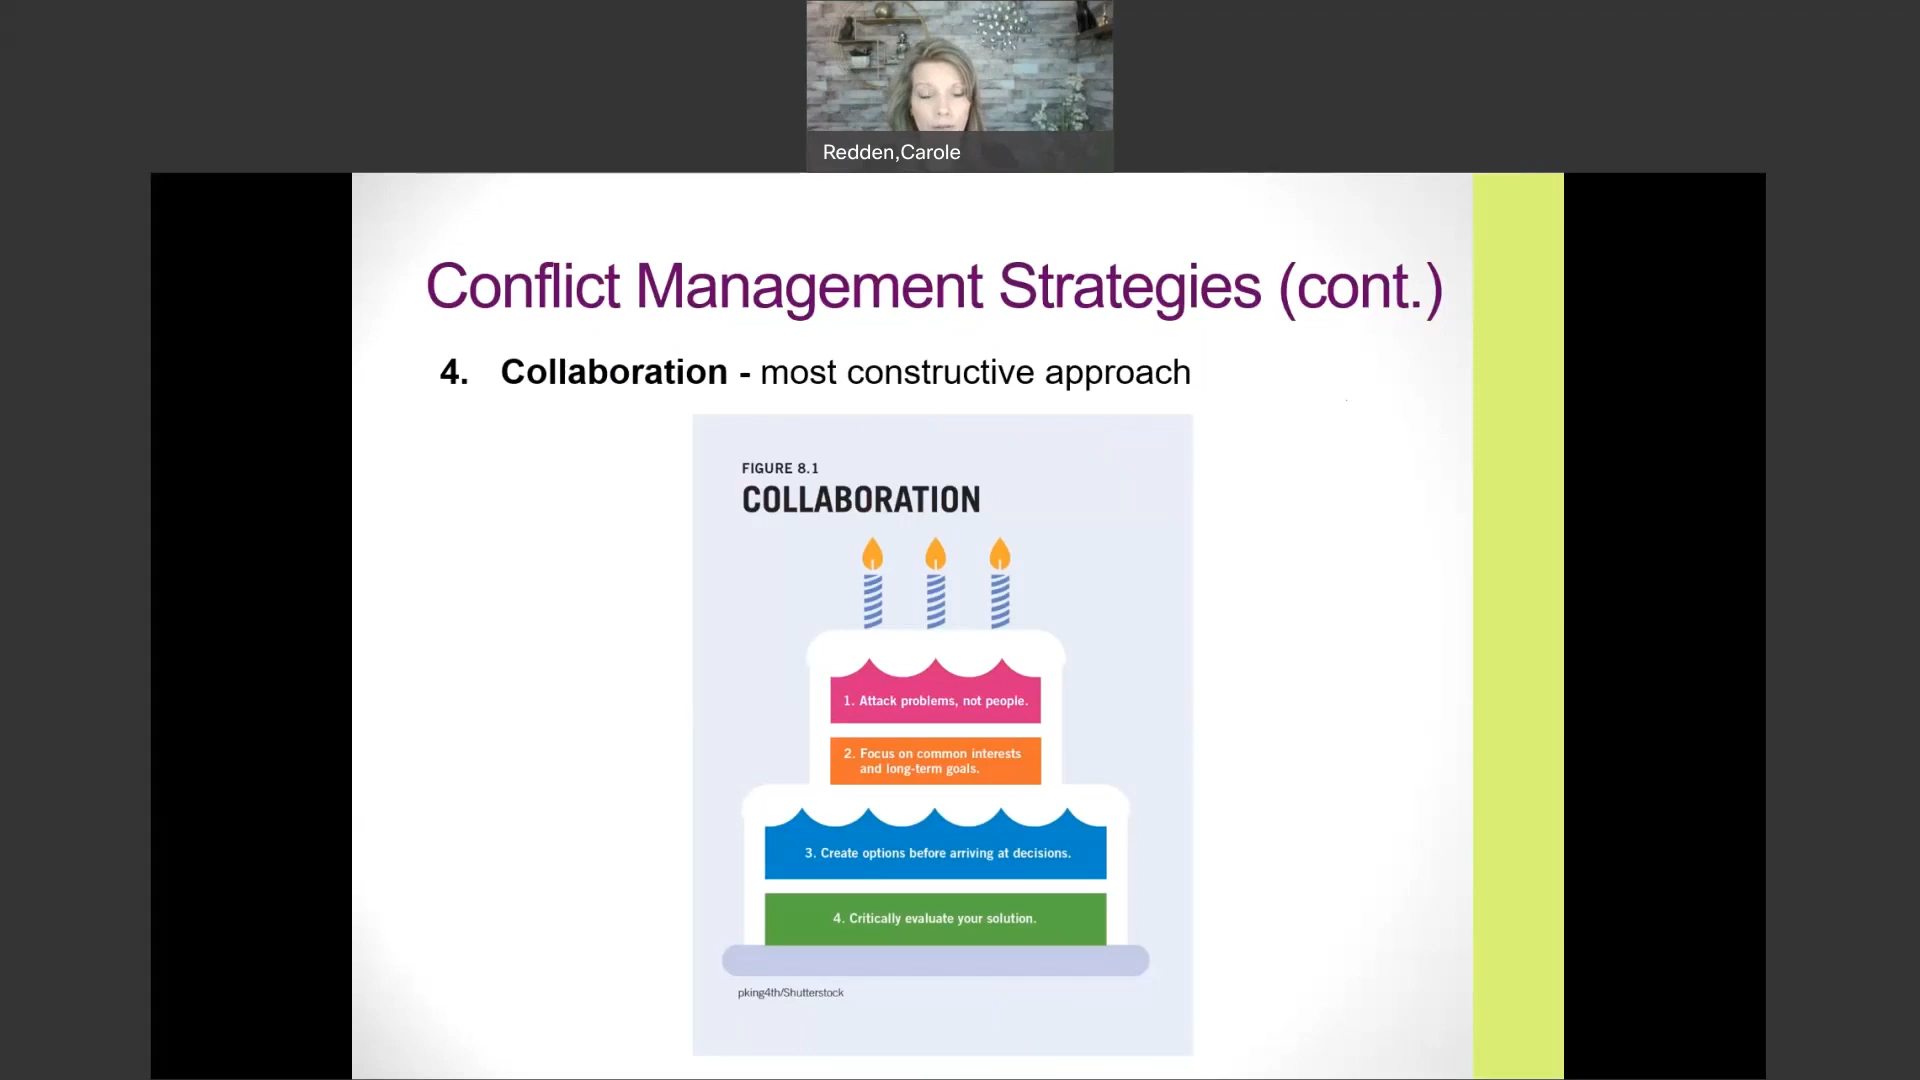 Redden,Carole
Conflict Management Strategies (cont.)
4. Collaboration - most constructive approach
FIGURE 8.1
COLLABORATION
1. Attack problems, not people.
2. Focus on common interests
and long-term goals.
3. Create options before arriving at decisions.
4. Critically evaluate your solution.
pking4th/Shutterstock